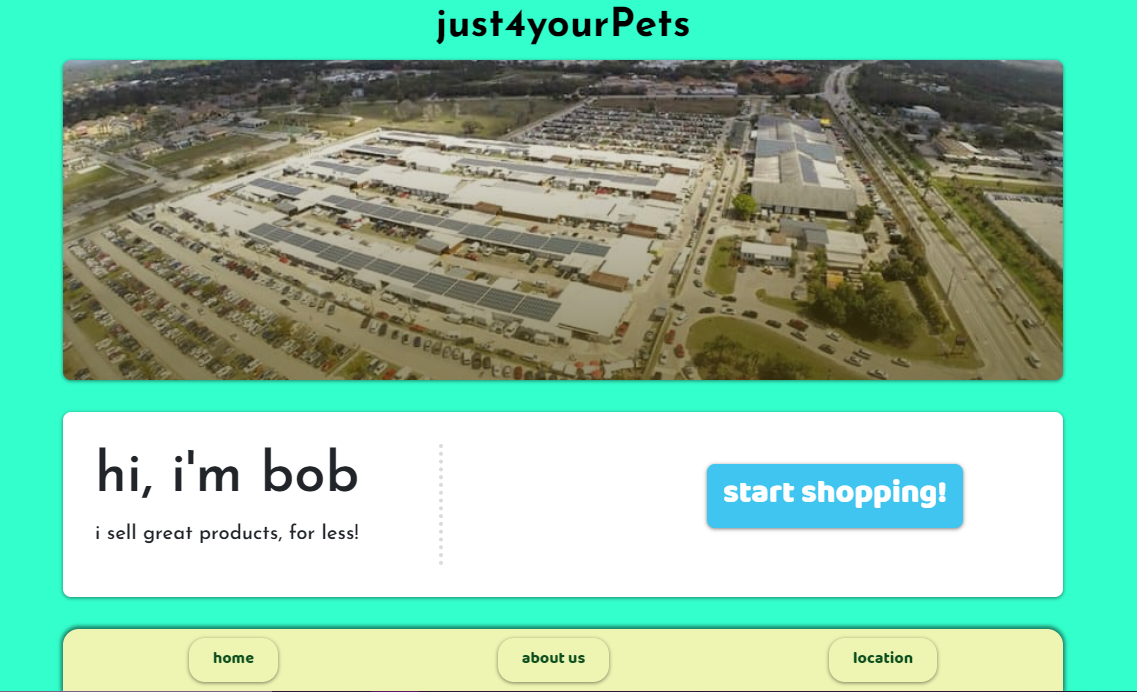 just4yourPets
hi, i'm bob
i sell great products, for less!
start shopping!
home
about us
location